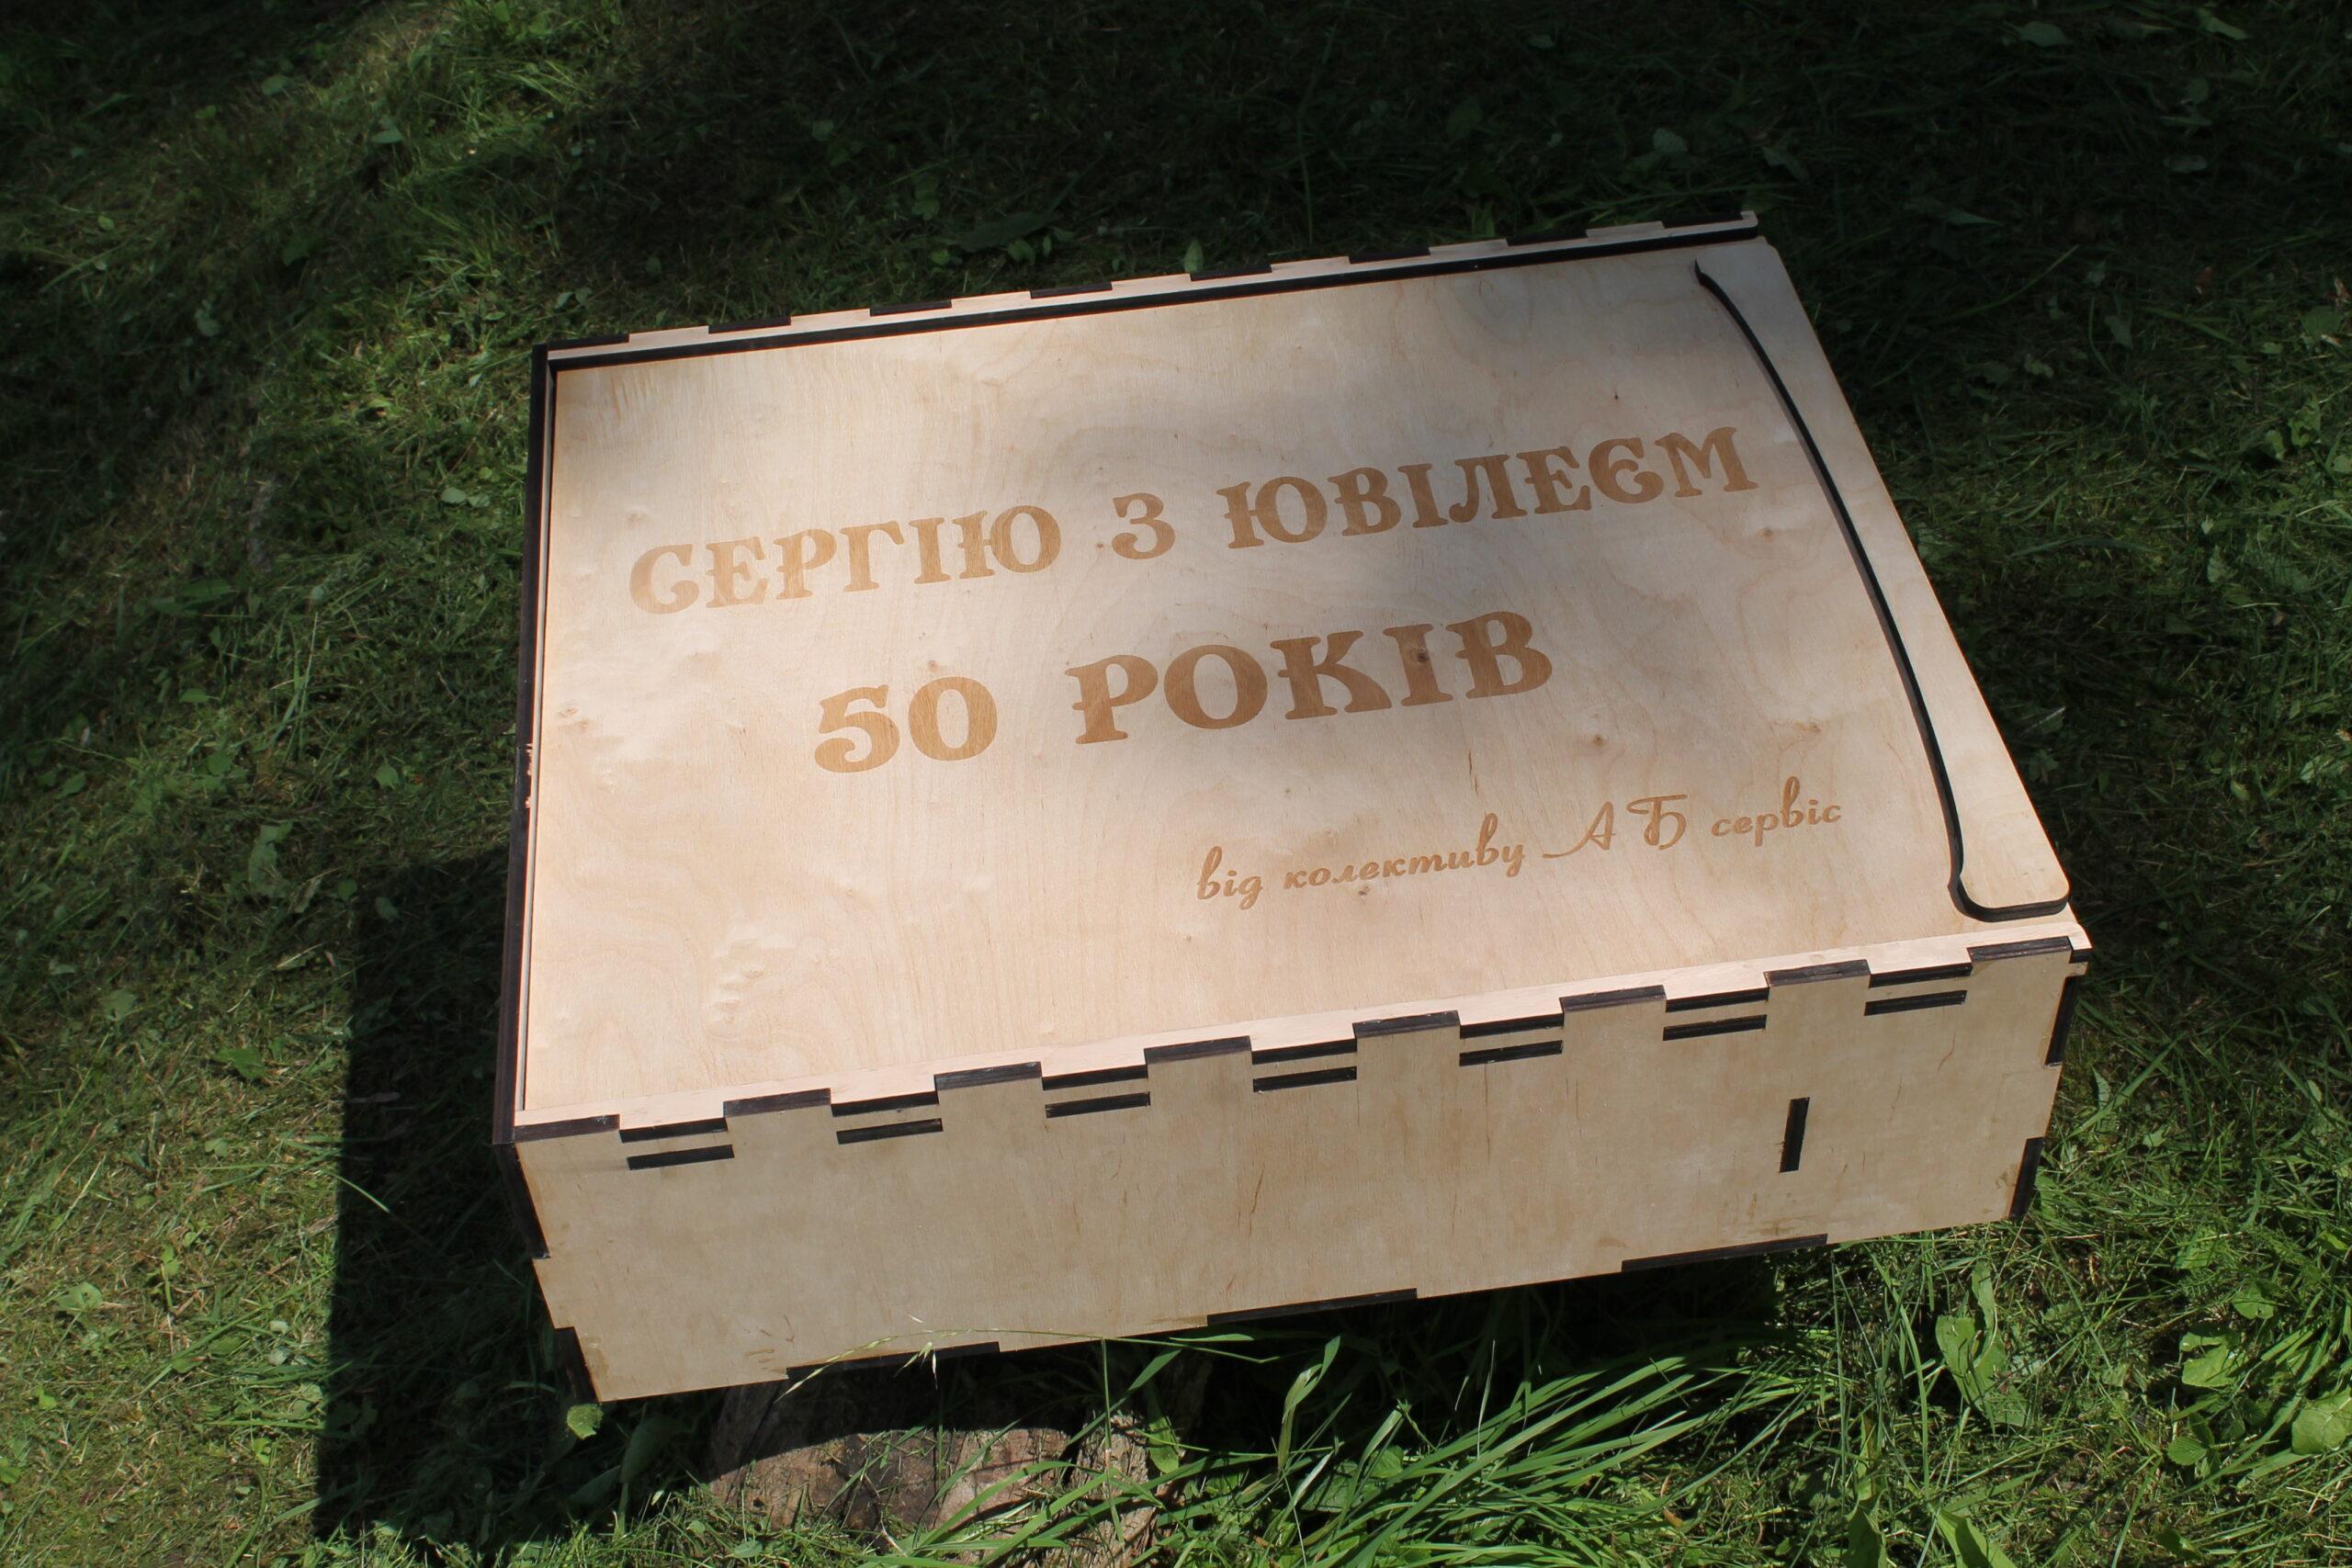 СЕРГІЮ З ЮВІЛЕЄМ
50 РОКІВ
від колективу А Б сервіс